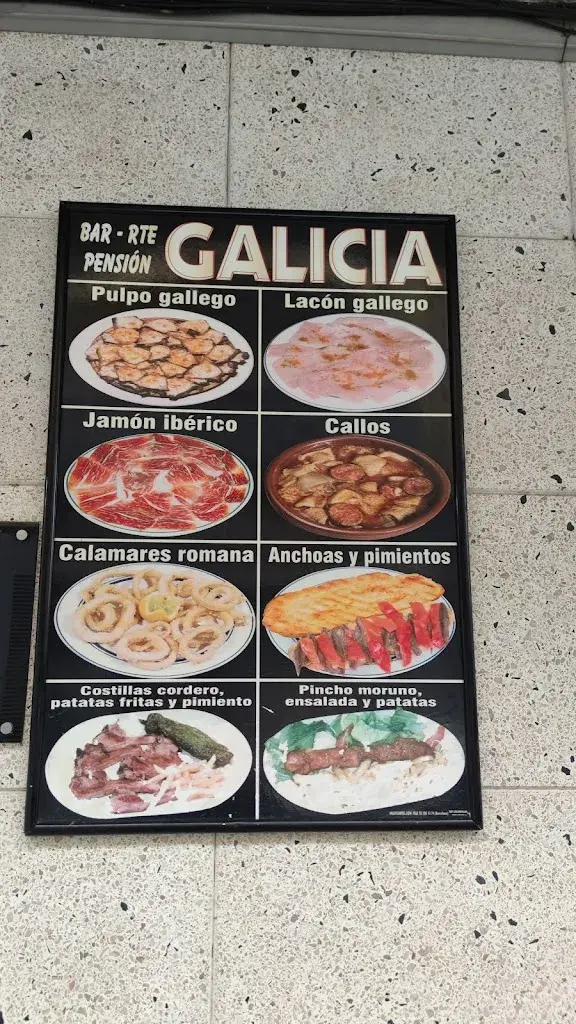 BAR - RTE
PENSIÓN
GALICIA
Pulpo gallego
Lacón gallego
Jamón ibérico
Callos
Calamares romana
Anchoas y pimientos
Costillas cordero,
patatas fritas y pimiento
Pincho moruno,
ensalada y patatas